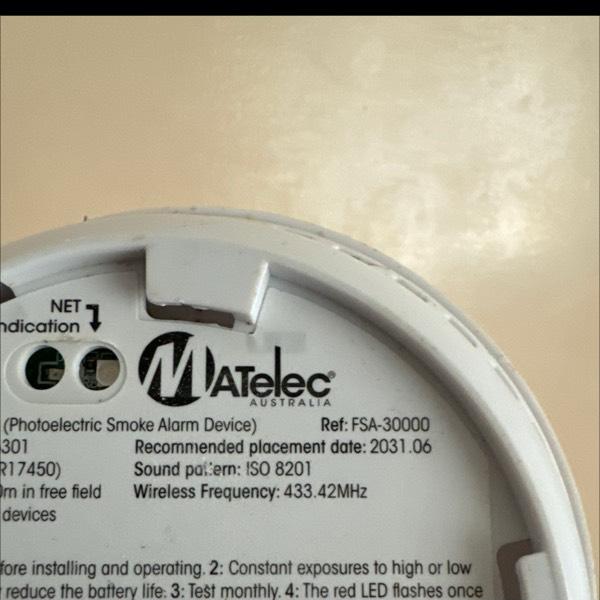 NET
ndication
MATelec®
AUSTRALIA
(Photoelectric Smoke Alarm Device) Ref: FSA-30000
301 Recommended placement date: 2031.06
R17450) Sound pattern: ISO 8201
0m in free field Wireless Frequency: 433.42MHz
devices
fore installing and operating. 2: Constant exposures to high or low
reduce the battery life. 3: Test monthly. 4: The red LED flashes once